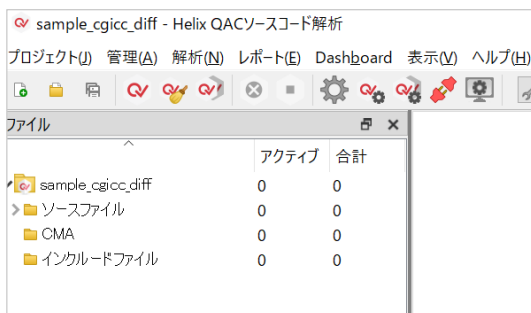 sample_cgicc_diff - Helix QACソースコード解析
プロジェクト(J) 管理(A) 解析(N) レポート(E) Dashboard 表示(V) ヘルプ(H)
ファイル
アクティブ 合計
sample_cgicc_diff 0 0
ソースファイル 0 0
CMA 0 0
インクルードファイル 0 0